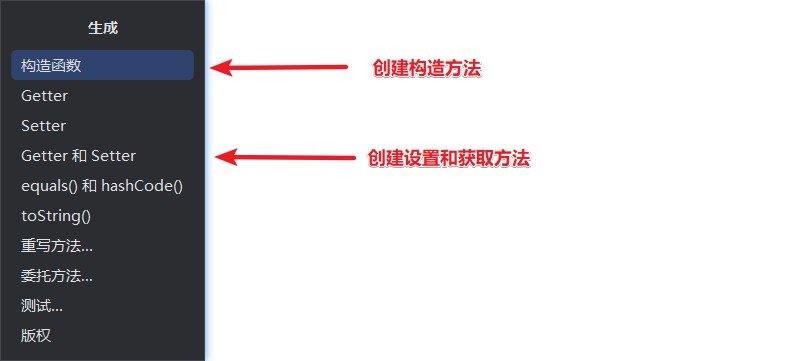 生成
构造函数
创建构造方法
Getter
Setter
Getter 和 Setter
创建设置和获取方法
equals() 和 hashCode()
toString()
重写方法...
委托方法...
测试...
版权